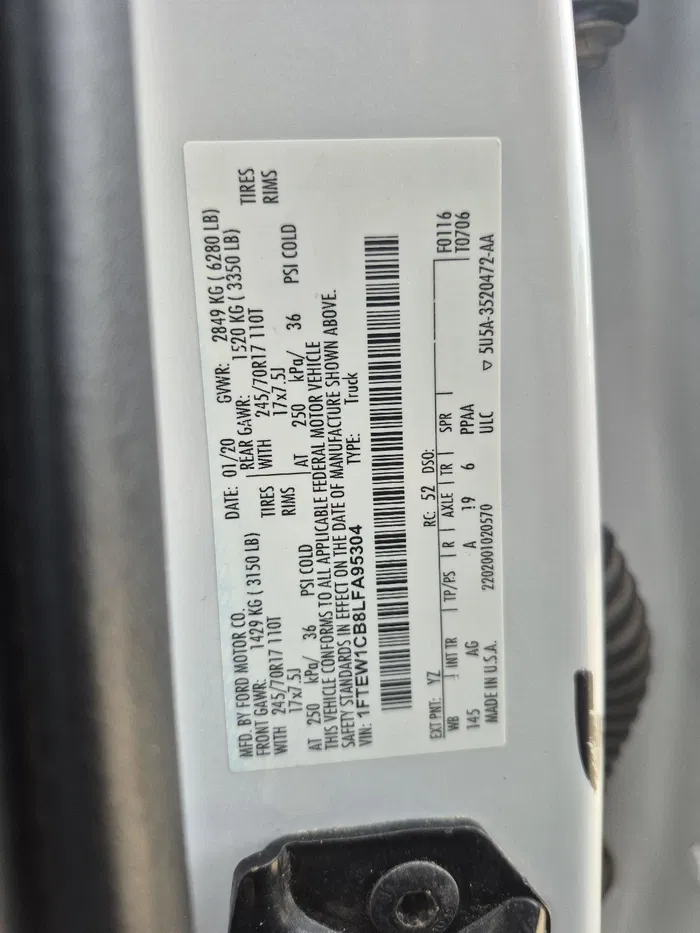 MFD. BY FORD MOTOR CO.
DATE: 01/20 GVWR: 2849 KG ( 6280 LB)
FRONT GAWR: 1429 KG ( 3150 LB) REAR GAWR: 1520 KG ( 3350 LB)
WITH 245/70R17 110T TIRES WITH 245/70R17 110T TIRES
17x7.5J RIMS 17x7.5J RIMS
AT 250 kPa/ 36 PSI COLD AT 250 kPa/ 36 PSI COLD
THIS VEHICLE CONFORMS TO ALL APPLICABLE FEDERAL MOTOR VEHICLE
SAFETY STANDARDS IN EFFECT ON THE DATE OF MANUFACTURE SHOWN ABOVE.
VIN: 1FTEW1CB8LFA95304 TYPE: Truck
EXT PNT: YZ RC: 52 DSO: F0116
WB INT TR TP/PS R AXLE TR SPR T0706
145 AG A 19 6 PPAA
MADE IN U.S.A. 2202001020570 ULC ▽ 5U5A-3520472-AA